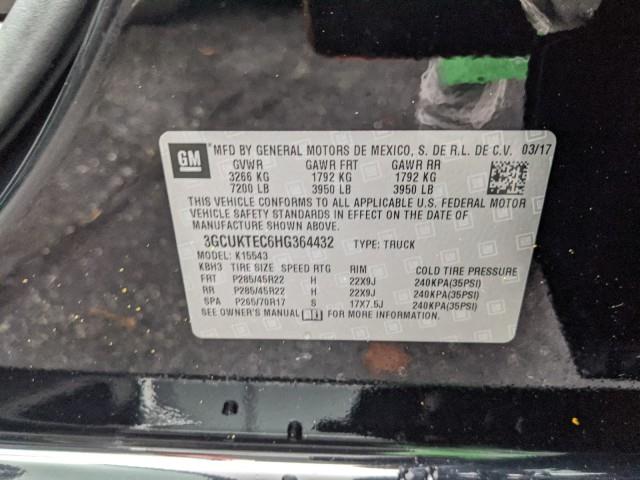 GM
MFD BY GENERAL MOTORS DE MEXICO, S. DE R.L. DE C.V. 03/17
GVWR GAWR FRT GAWR RR
3266 KG 1792 KG 1792 KG
7200 LB 3950 LB 3950 LB
THIS VEHICLE CONFORMS TO ALL APPLICABLE U.S. FEDERAL MOTOR
VEHICLE SAFETY STANDARDS IN EFFECT ON THE DATE OF
MANUFACTURE SHOWN ABOVE.
3GCUKTEC6HG364432 TYPE: TRUCK
MODEL: K15543
KBH3 TIRE SIZE SPEED RTG RIM COLD TIRE PRESSURE
FRT P285/45R22 H 22X9J 240KPA(35PSI)
RR P285/45R22 H 22X9J 240KPA(35PSI)
SPA P265/70R17 S 17X7.5J 240KPA(35PSI)
SEE OWNER'S MANUAL FOR MORE INFORMATION.